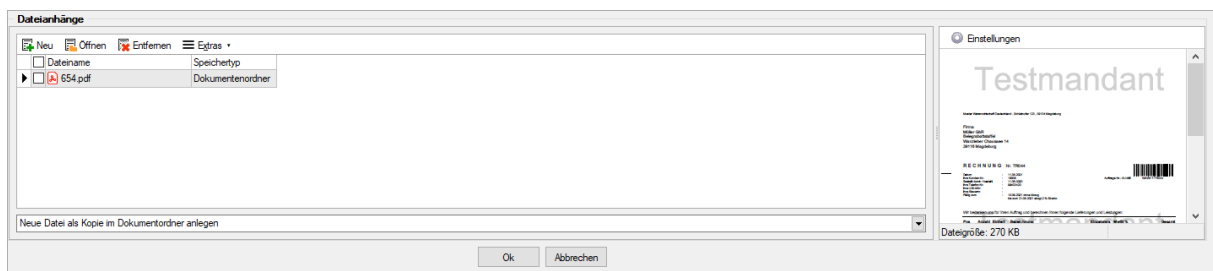 Dateianhänge
Neu Öffnen Entfernen Extras
Dateiname Speichertyp
654.pdf Dokumentenordner
Neue Datei als Kopie im Dokumentordner anlegen
Einstellungen
Testmandant
Firma
Müller GbR
39116 Magdeburg
RECHNUNG
Dateigröße: 270 KB
Ok Abbrechen